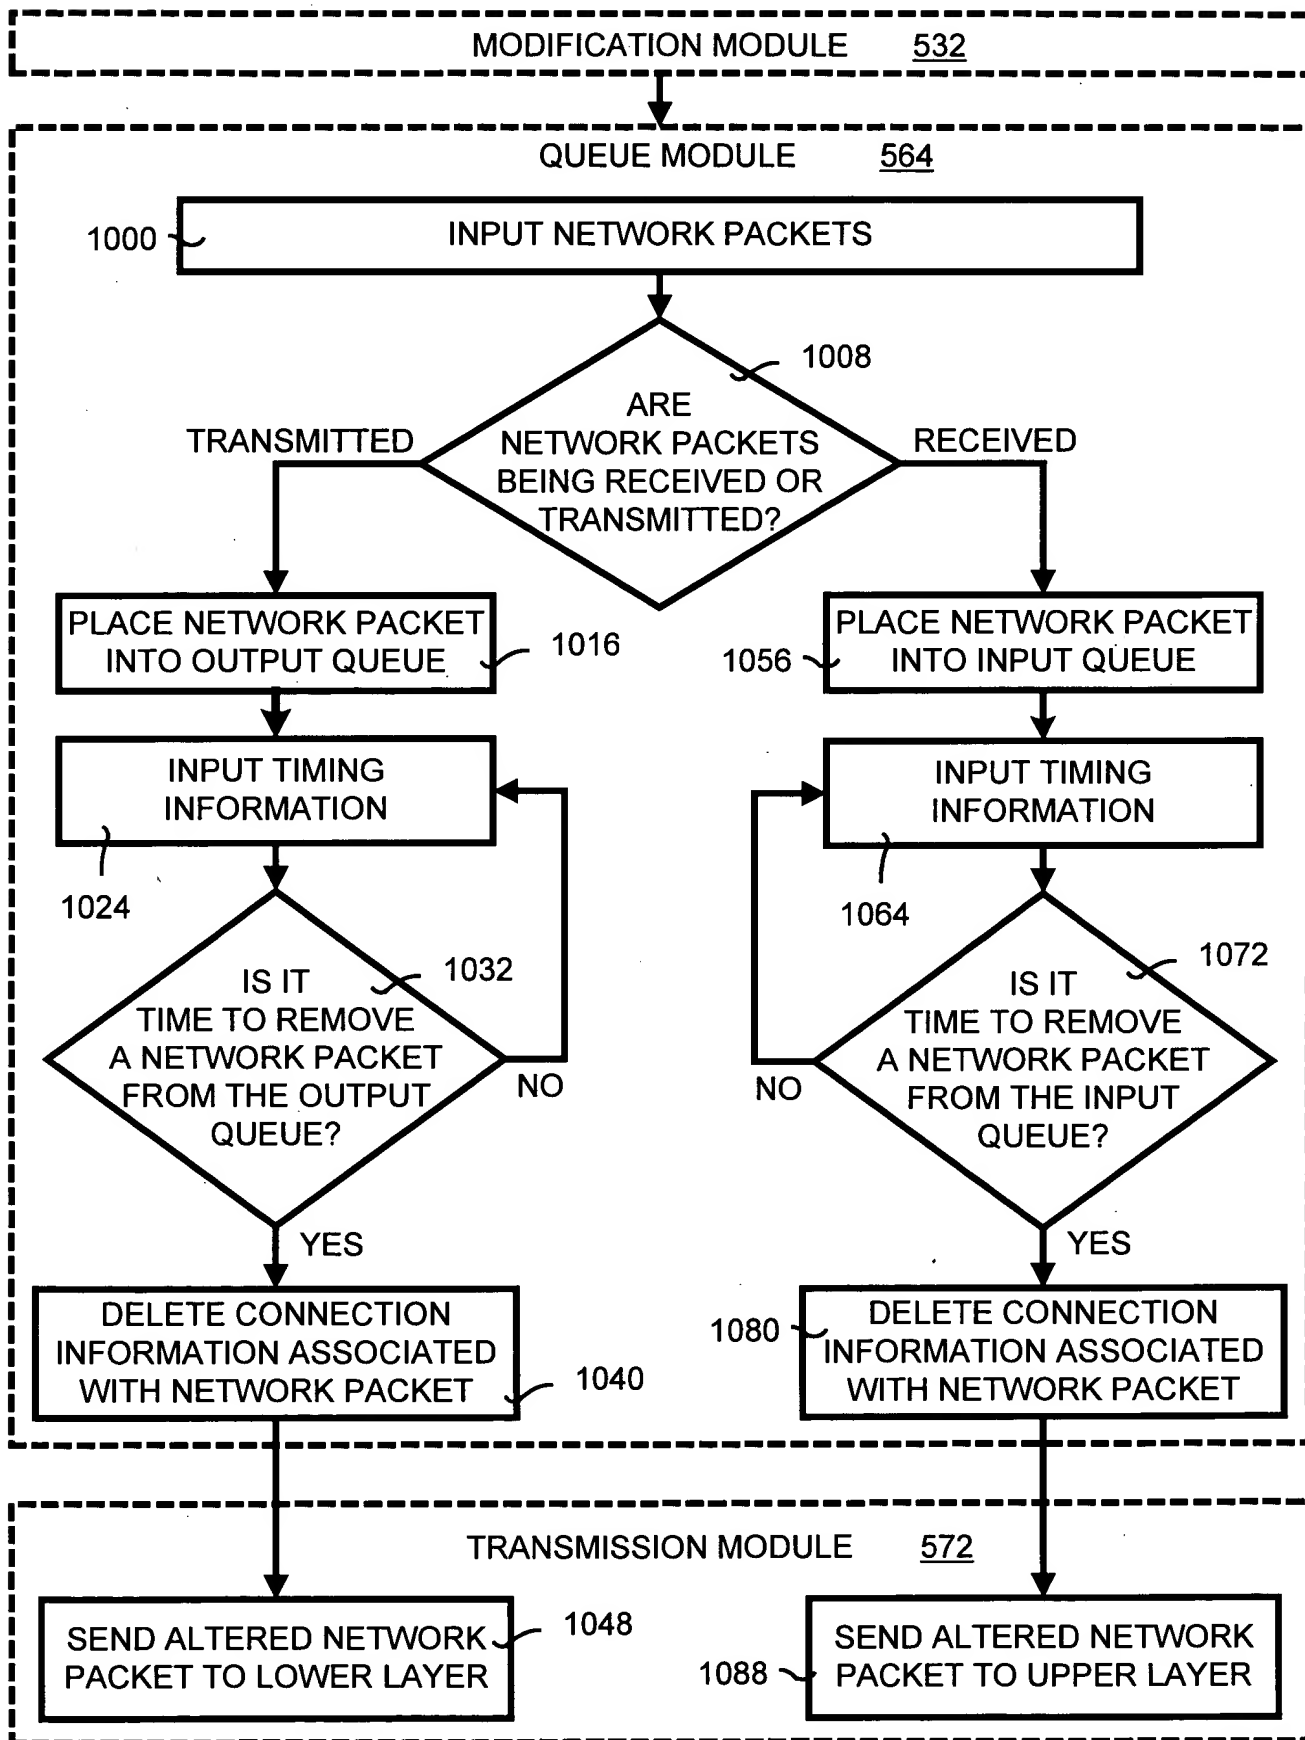 MODIFICATION MODULE 532
QUEUE MODULE 564
1000
INPUT NETWORK PACKETS
1008
ARE
NETWORK PACKETS
BEING RECEIVED OR
TRANSMITTED?
TRANSMITTED
RECEIVED
PLACE NETWORK PACKET
INTO OUTPUT QUEUE
1016
INPUT TIMING
INFORMATION
1024
IS IT
TIME TO REMOVE
A NETWORK PACKET
FROM THE OUTPUT
QUEUE?
1032
NO
YES
DELETE CONNECTION
INFORMATION ASSOCIATED
WITH NETWORK PACKET
1040
PLACE NETWORK PACKET
INTO INPUT QUEUE
1056
INPUT TIMING
INFORMATION
1064
IS IT
TIME TO REMOVE
A NETWORK PACKET
FROM THE INPUT
QUEUE?
1072
NO
YES
DELETE CONNECTION
INFORMATION ASSOCIATED
WITH NETWORK PACKET
1080
TRANSMISSION MODULE 572
SEND ALTERED NETWORK
PACKET TO LOWER LAYER
1048
SEND ALTERED NETWORK
PACKET TO UPPER LAYER
1088